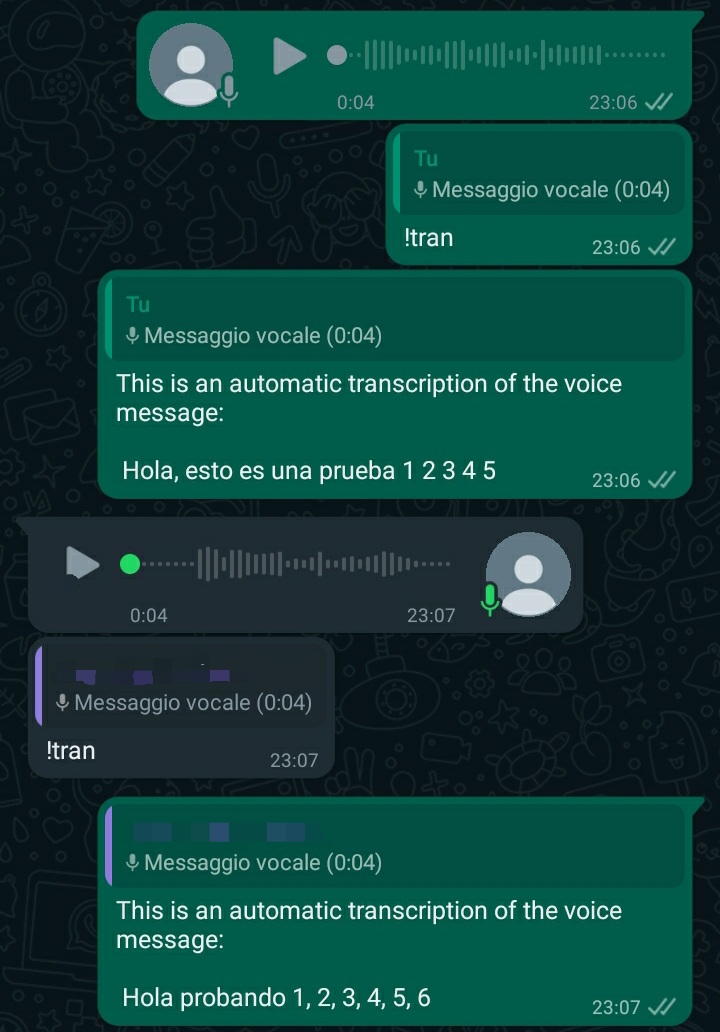 0:04 23:06
Tu
Messaggio vocale (0:04)
!tran 23:06
Tu
Messaggio vocale (0:04)
This is an automatic transcription of the voice
message:
Hola, esto es una prueba 1 2 3 4 5 23:06
0:04 23:07
Messaggio vocale (0:04)
!tran 23:07
Messaggio vocale (0:04)
This is an automatic transcription of the voice
message:
Hola probando 1, 2, 3, 4, 5, 6 23:07